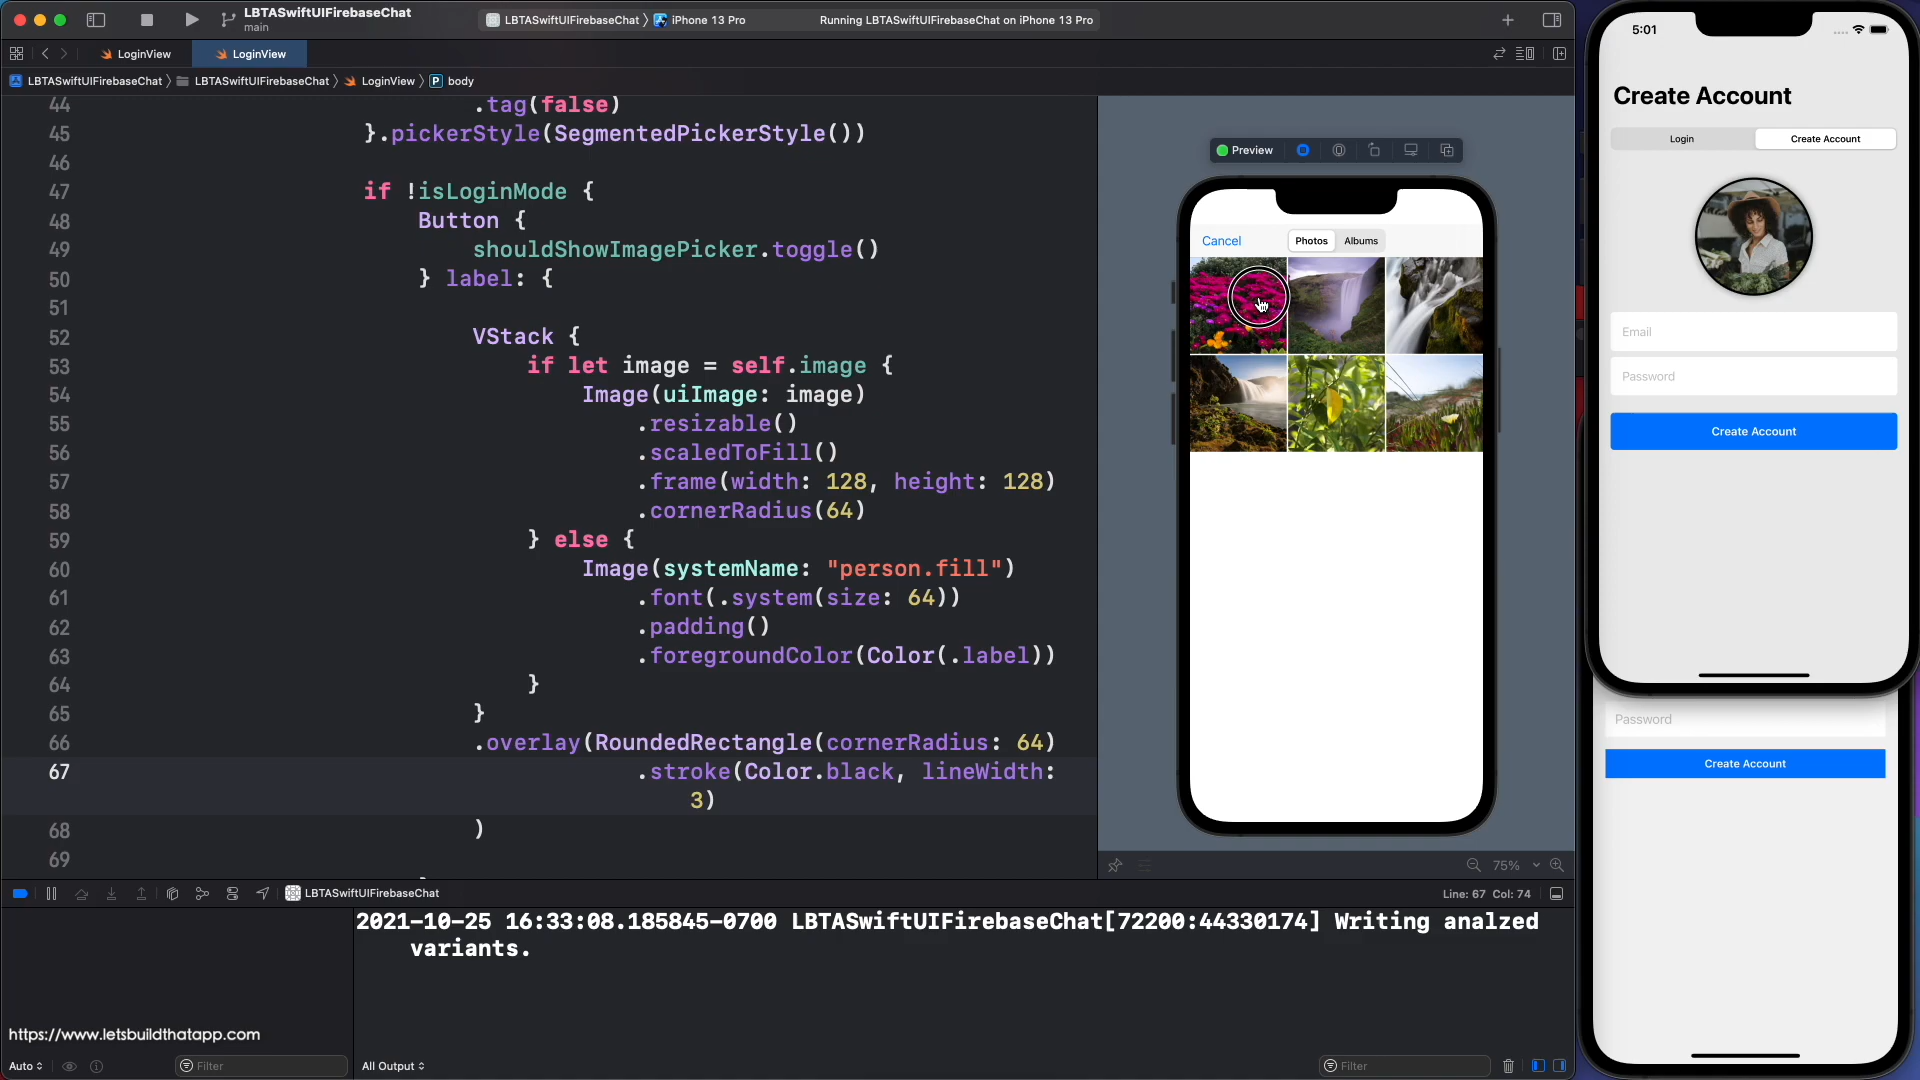 LBTASwiftUIFirebaseChat
main
LBTASwiftUIFirebaseChat 〉 iPhone 13 Pro
Running LBTASwiftUIFirebaseChat on iPhone 13 Pro
LoginView
LoginView
LBTASwiftUIFirebaseChat 〉 LBTASwiftUIFirebaseChat 〉 LoginView 〉 P body
44 .tag(false)
45 }.pickerStyle(SegmentedPickerStyle())
46
47 if !isLoginMode {
48 Button {
49 shouldShowImagePicker.toggle()
50 } label: {
51
52 VStack {
53 if let image = self.image {
54 Image(uiImage: image)
55 .resizable()
56 .scaledToFill()
57 .frame(width: 128, height: 128)
58 .cornerRadius(64)
59 } else {
60 Image(systemName: "person.fill")
61 .font(.system(size: 64))
62 .padding()
63 .foregroundColor(Color(.label))
64 }
65 }
66 .overlay(RoundedRectangle(cornerRadius: 64)
67 .stroke(Color.black, lineWidth:
3)
68 )
69
Preview
Cancel
Photos
Albums
75%
LBTASwiftUIFirebaseChat
Line: 67 Col: 74
2021-10-25 16:33:08.185845-0700 LBTASwiftUIFirebaseChat[72200:44330174] Writing analzed
variants.
https://www.letsbuildthatapp.com
Auto
Filter
All Output
Filter
5:01
Create Account
Login
Create Account
Email
Password
Create Account
Password
Create Account